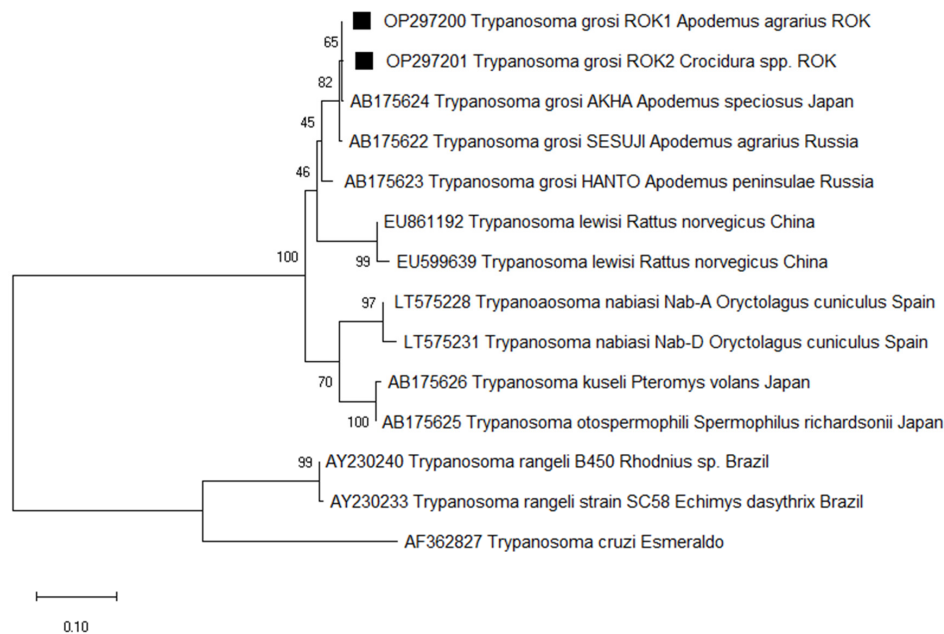 OP297200 Trypanosoma grosi ROK1 Apodemus agrarius ROK
65
OP297201 Trypanosoma grosi ROK2 Crocidura spp. ROK
82
AB175624 Trypanosoma grosi AKHA Apodemus speciosus Japan
45
AB175622 Trypanosoma grosi SESUJI Apodemus agrarius Russia
46
AB175623 Trypanosoma grosi HANTO Apodemus peninsulae Russia
EU861192 Trypanosoma lewisi Rattus norvegicus China
100
99
EU599639 Trypanosoma lewisi Rattus norvegicus China
97
LT575228 Trypanoaosoma nabiasi Nab-A Oryctolagus cuniculus Spain
LT575231 Trypanosoma nabiasi Nab-D Oryctolagus cuniculus Spain
70
AB175626 Trypanosoma kuseli Pteromys volans Japan
100
AB175625 Trypanosoma otospermophili Spermophilus richardsonii Japan
99
AY230240 Trypanosoma rangeli B450 Rhodnius sp. Brazil
AY230233 Trypanosoma rangeli strain SC58 Echimys dasythrix Brazil
AF362827 Trypanosoma cruzi Esmeraldo
0.10